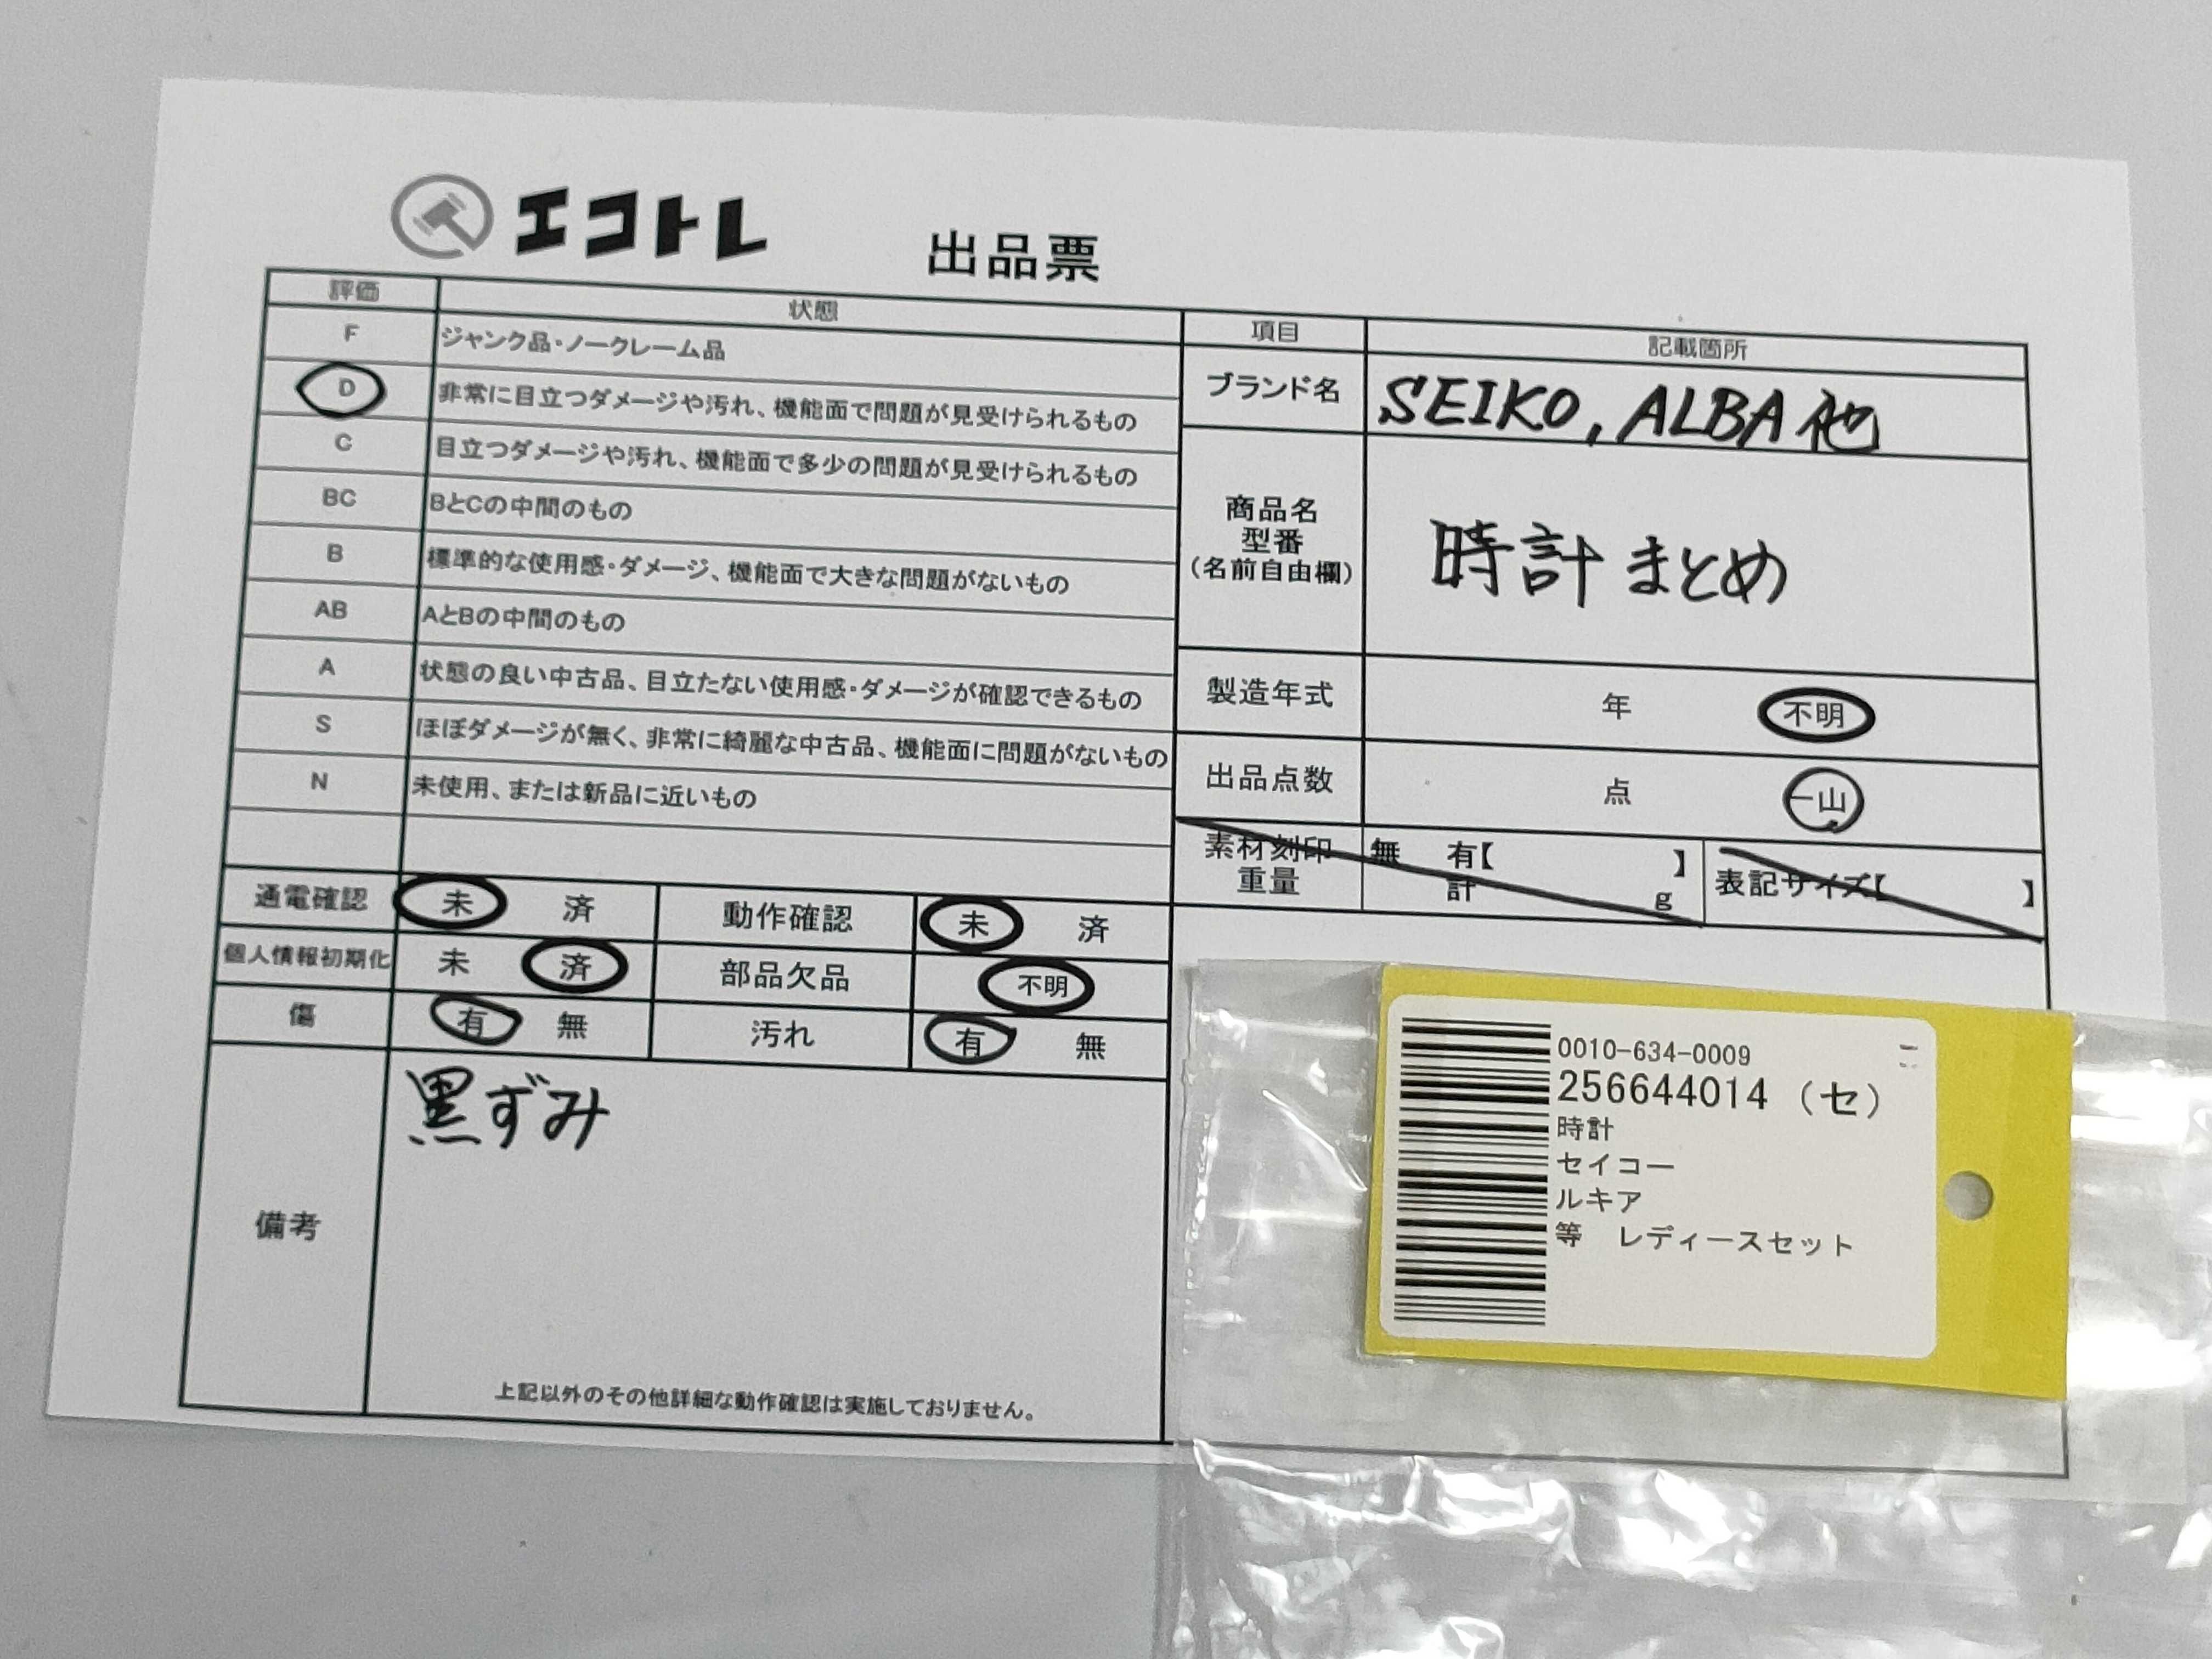 エコトレ
出品票
評価 状態
F ジャンク品・ノークレーム品
D 非常に目立つダメージや汚れ、機能面で問題が見受けられるもの
C 目立つダメージや汚れ、機能面で多少の問題が見受けられるもの
BC BとCの中間のもの
B 標準的な使用感・ダメージ、機能面で大きな問題がないもの
AB AとBの中間のもの
A 状態の良い中古品、目立たない使用感・ダメージが確認できるもの
S ほぼダメージが無く、非常に綺麗な中古品、機能面に問題がないもの
N 未使用、または新品に近いもの
通電確認 未 済 動作確認 未 済
個人情報初期化 未 済 部品欠品 不明
傷 有 無 汚れ 有 無
備考
黒ずみ
上記以外のその他詳細な動作確認は実施しておりません。
項目 記載箇所
ブランド名 SEIKO, ALBA 他
商品名
型番
(名前自由欄)
時計 まとめ
製造年式 年 不明
出品点数 点 一山
素材刻印 無 有【 】
重量 計 g
表記サイズ【 】
0010-634-0009
256644014 (セ)
時計
セイコー
ルキア
等 レディースセット